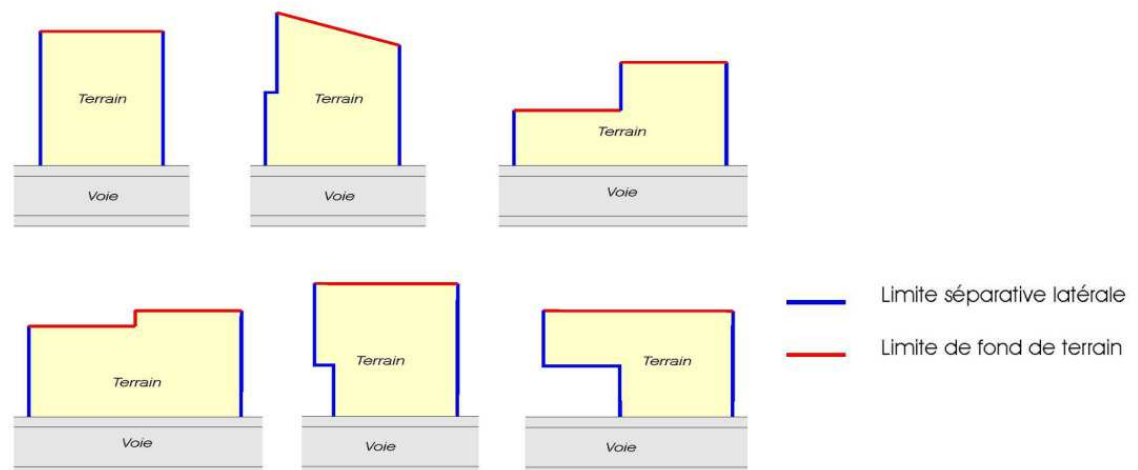 Terrain
Terrain
Terrain
Voie
Voie
Voie
Terrain
Terrain
Terrain
Voie
Voie
Voie
Limite séparative latérale
Limite de fond de terrain